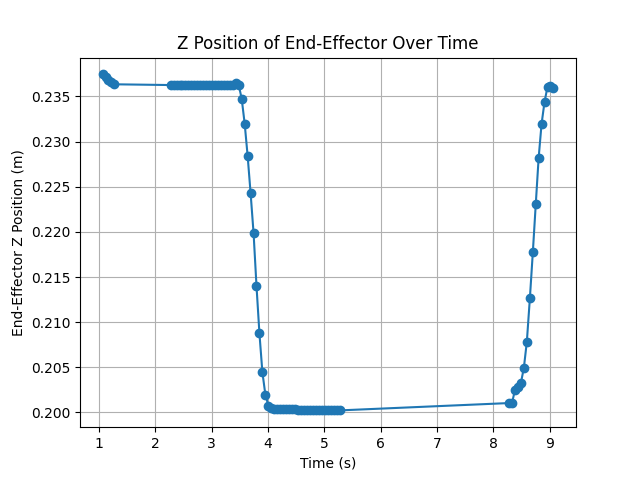 Z Position of End-Effector Over Time
End-Effector Z Position (m)
0.235
0.230
0.225
0.220
0.215
0.210
0.205
0.200
1 2 3 4 5 6 7 8 9
Time (s)